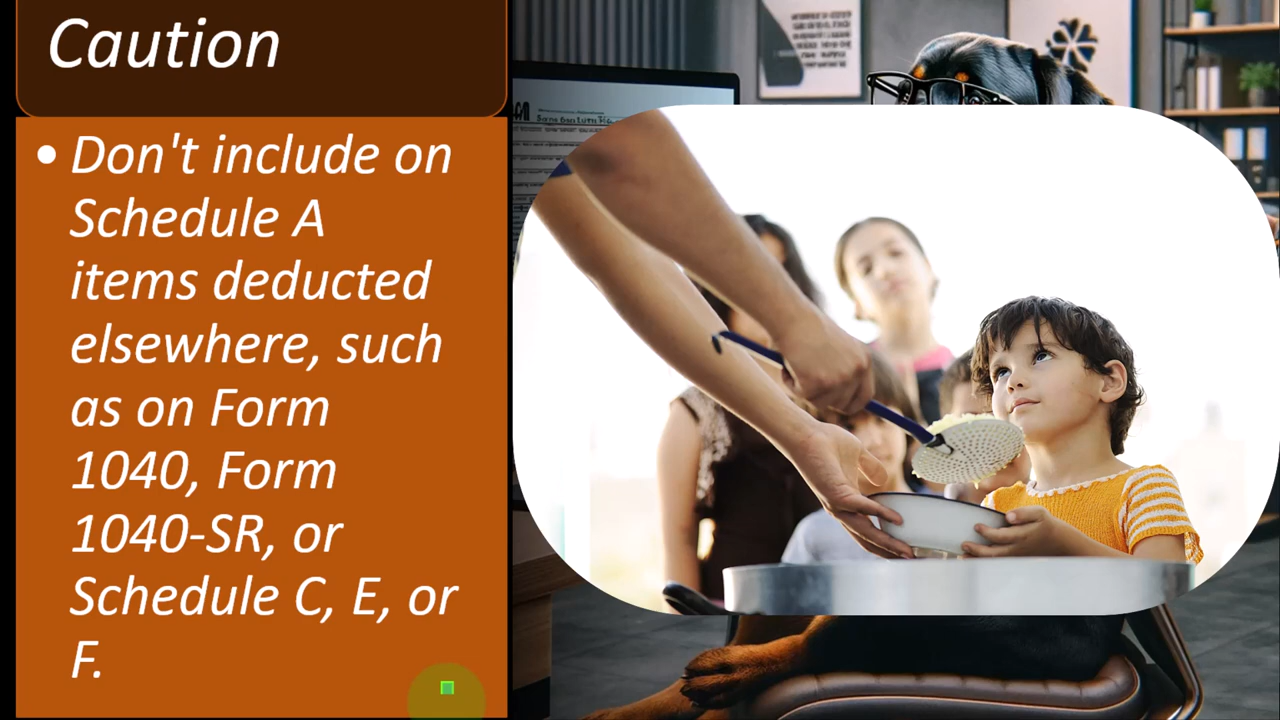 Caution
• Don't include on
Schedule A
items deducted
elsewhere, such
as on Form
1040, Form
1040-SR, or
Schedule C, E, or
F.